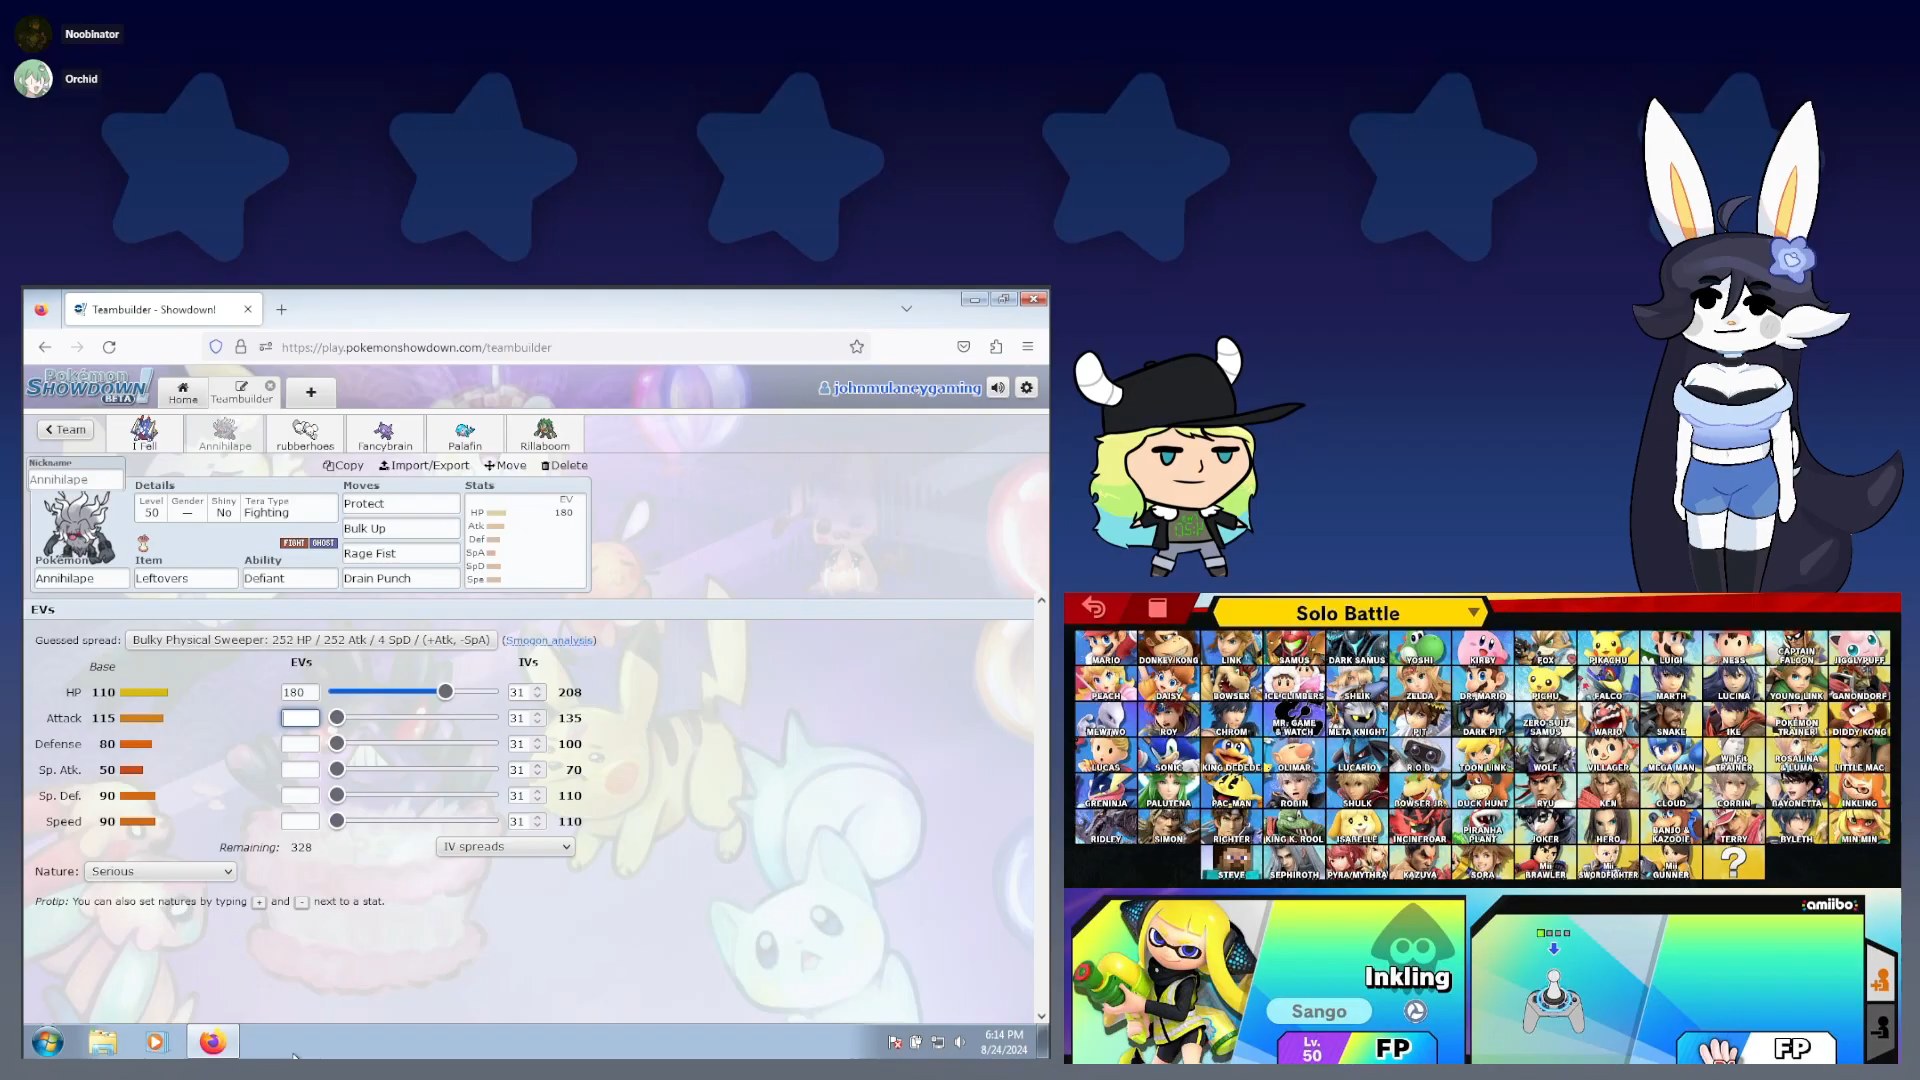 Noobinator
Orchid
Teambuilder - Showdown!
https://play.pokemonshowdown.com/teambuilder
Pokémon
SHOWDOWN!
BETA
Home
Teambuilder
johnmulaneygaming
Team
I Fell
Annihilape
rubberhoes
Fancybrain
Palafin
Rillaboom
Copy Import/Export Move Delete
Nickname
Annihilape
Details
Level
50
Gender
—
Shiny
No
Tera Type
Fighting
FIGHT GHOST
Pokémon
Annihilape
Item
Leftovers
Ability
Defiant
Moves
Protect
Bulk Up
Rage Fist
Drain Punch
Stats
EV
HP 180
Atk
Def
SpA
SpD
Spe
EVs
Guessed spread: Bulky Physical Sweeper: 252 HP / 252 Atk / 4 SpD / (+Atk, -SpA) (Smogon analysis)
Base EVs IVs
HP 110 180 31 208
Attack 115 31 135
Defense 80 31 100
Sp. Atk. 50 31 70
Sp. Def. 90 31 110
Speed 90 31 110
Remaining: 328 IV spreads
Nature: Serious
Protip: You can also set natures by typing + and - next to a stat.
6:14 PM
8/24/2024
Solo Battle
MARIO DONKEY KONG LINK SAMUS DARK SAMUS YOSHI KIRBY FOX PIKACHU LUIGI NESS CAPTAIN FALCON JIGGLYPUFF
PEACH DAISY BOWSER ICE CLIMBERS SHEIK ZELDA DR. MARIO PICHU FALCO MARTH LUCINA YOUNG LINK GANONDORF
MEWTWO ROY CHROM MR. GAME & WATCH META KNIGHT PIT DARK PIT ZERO SUIT SAMUS WARIO SNAKE IKE POKÉMON TRAINER DIDDY KONG
LUCAS SONIC KING DEDEDE OLIMAR LUCARIO R.O.B. TOON LINK WOLF VILLAGER MEGA MAN Wii Fit TRAINER ROSALINA & LUMA LITTLE MAC
GRENINJA PALUTENA PAC-MAN ROBIN SHULK BOWSER JR. DUCK HUNT RYU KEN CLOUD CORRIN BAYONETTA INKLING
RIDLEY SIMON RICHTER KING K. ROOL ISABELLE INCINEROAR PIRANHA PLANT JOKER HERO BANJO & KAZOOIE TERRY BYLETH MIN MIN
STEVE SEPHIROTH PYRA/MYTHRA KAZUYA SORA Mii BRAWLER Mii SWORDFIGHTER Mii GUNNER ?
Inkling
Sango
Lv.
50
FP
amiibo
FP